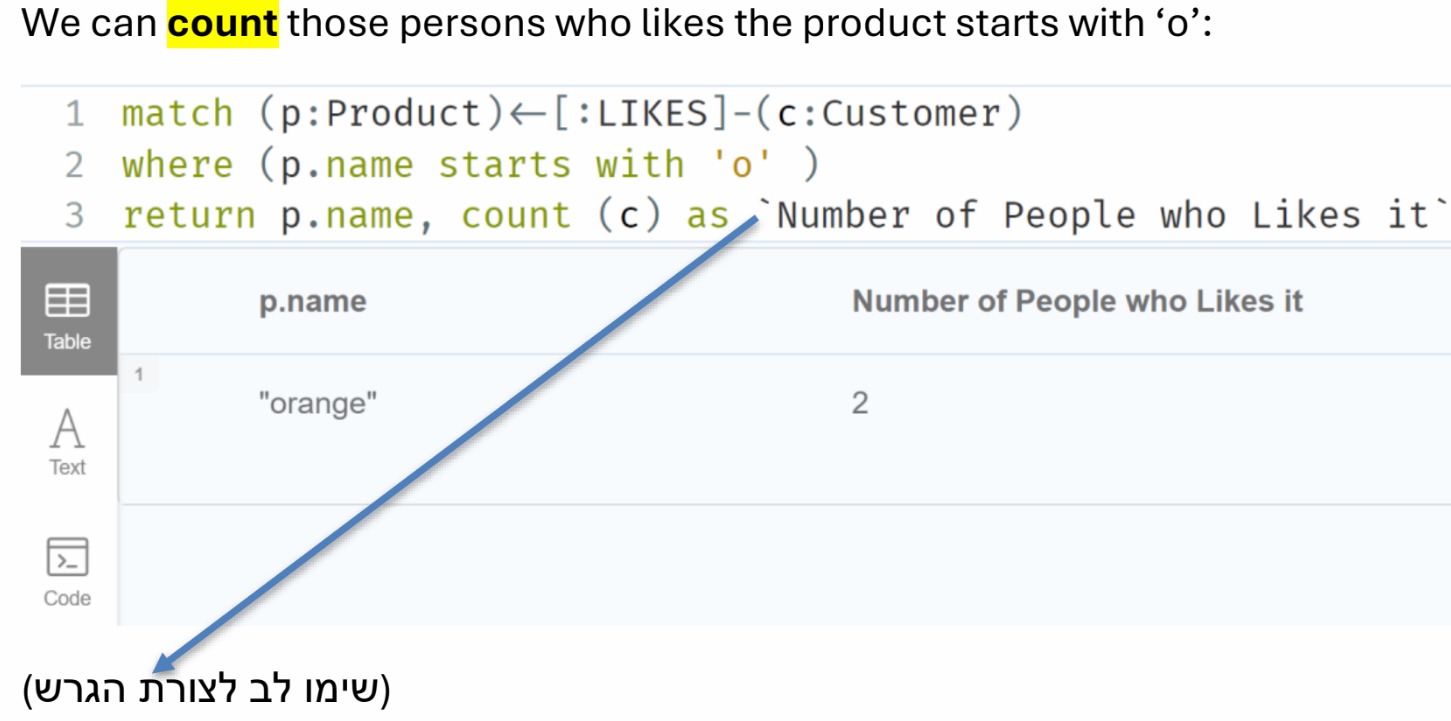 We can count those persons who likes the product starts with ‘o’:
1 match (p:Product)←[:LIKES]-(c:Customer)
2 where (p.name starts with 'o' )
3 return p.name, count (c) as `Number of People who Likes it`
Table
p.name Number of People who Likes it
1
"orange" 2
A
Text
Code
(שימו לב לצורת הגרש)